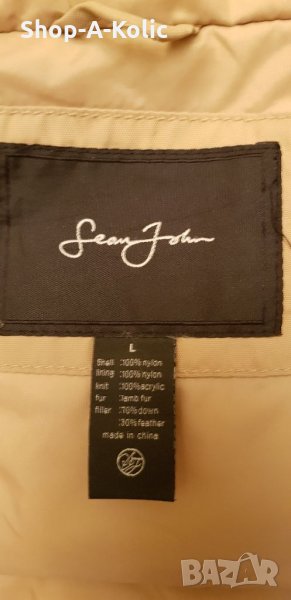 Shop-A-Kolic
Sean John
L
Shell :100% nylon
lining :100% nylon
knit :100% acrylic
fur :lamb fur
filler :70% down
:30% feather
made in china
BAZAR